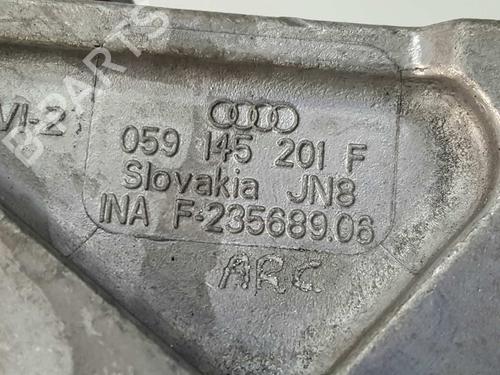 VI-2
059 145 201 F
Slovakia JN8
INA F-235689.06
ARC
B-PARTS